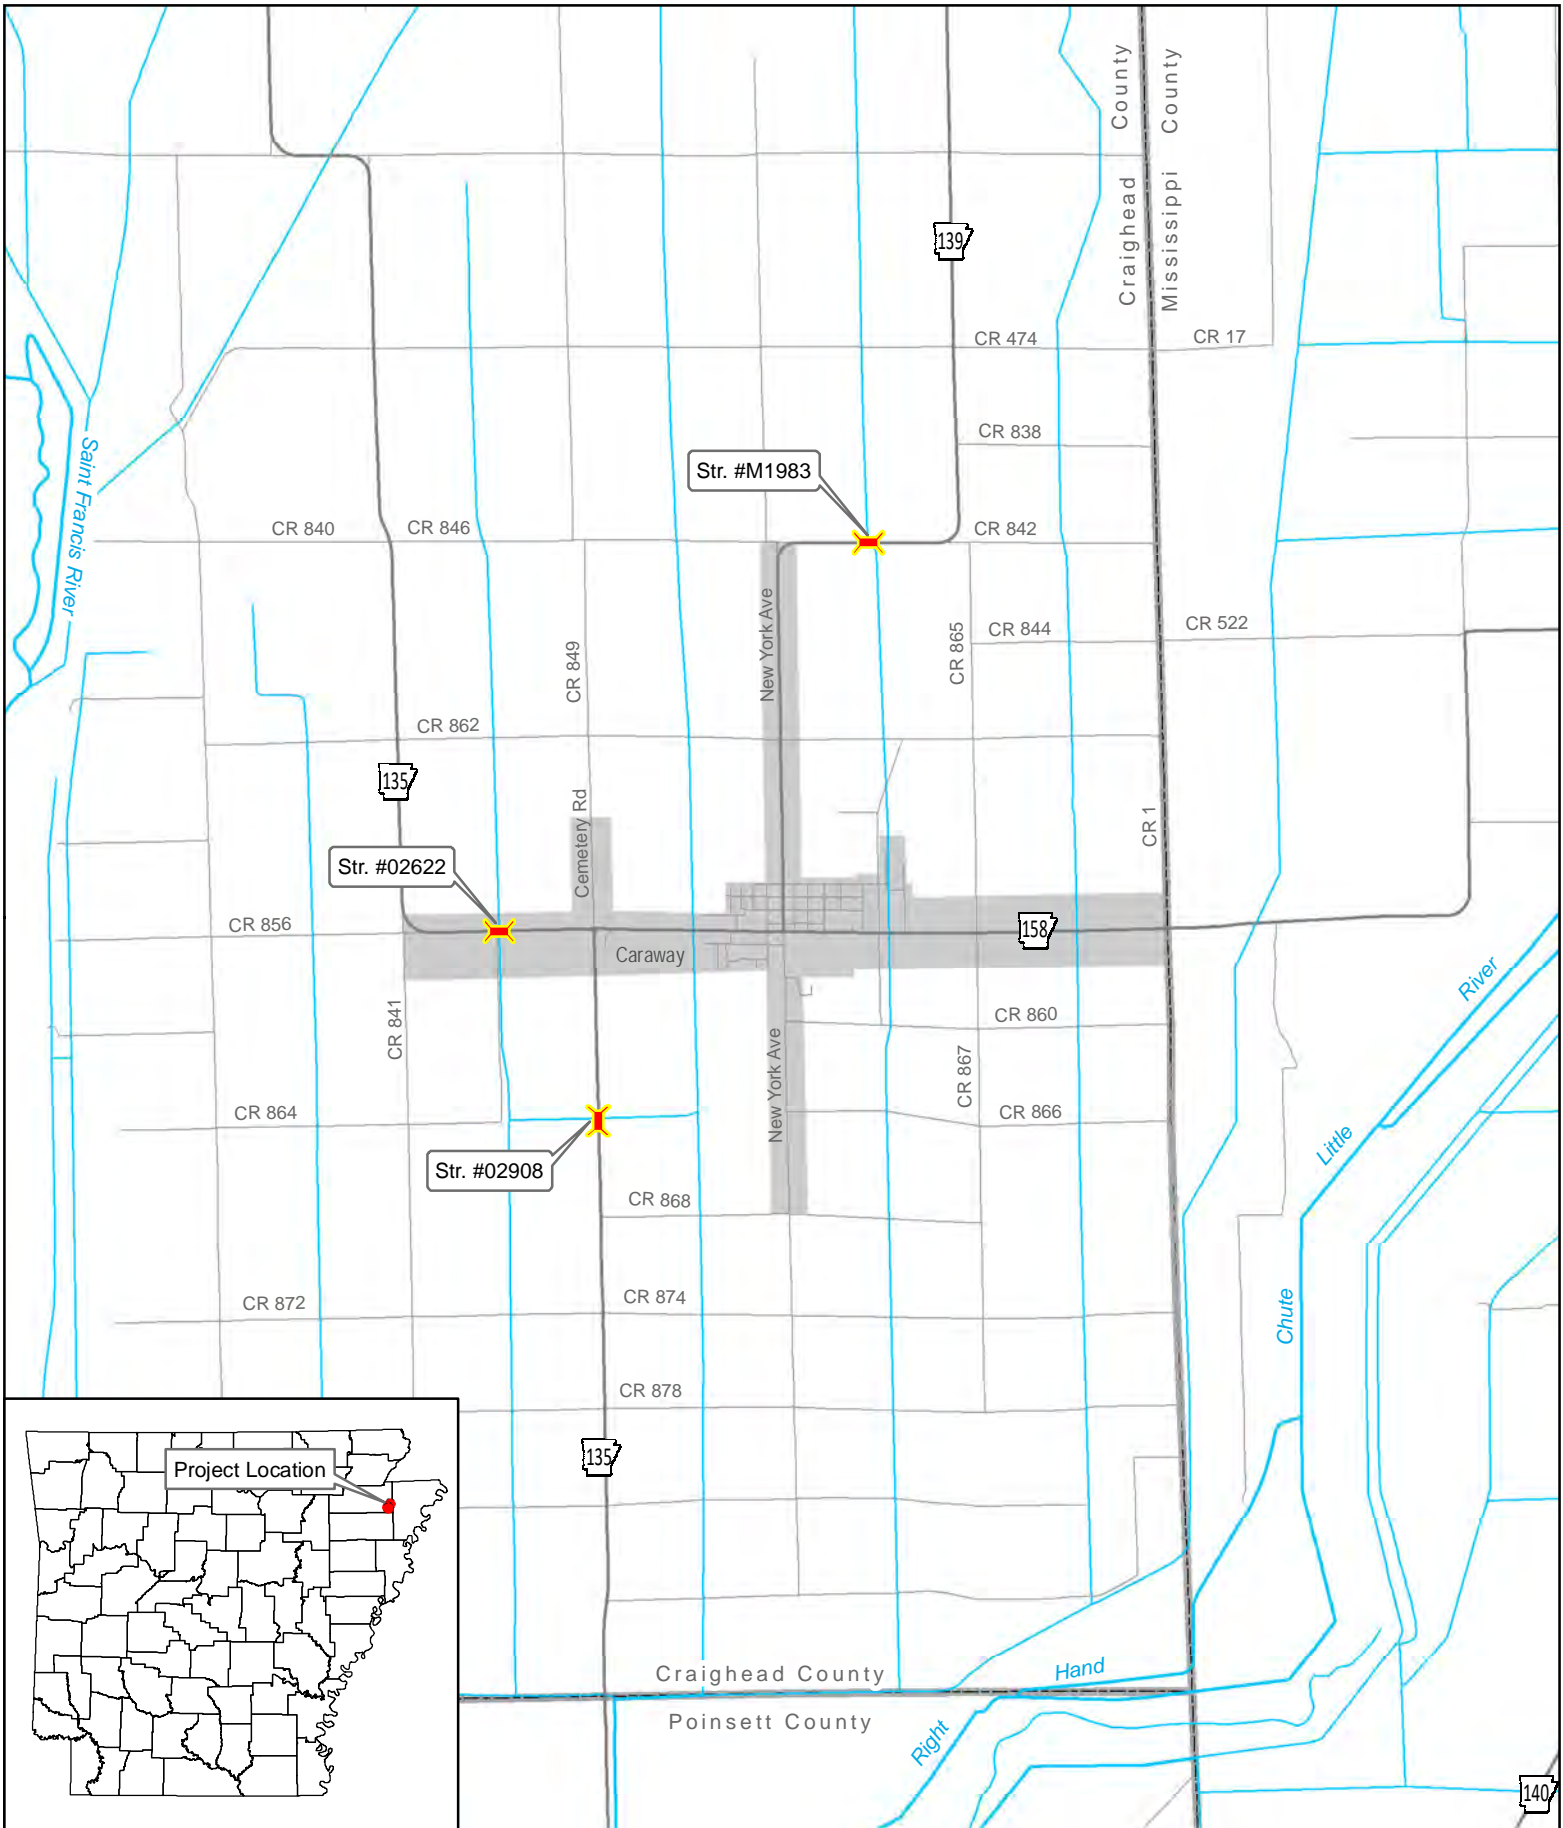 County
County
Craighead
Mississippi
139
CR 474
CR 17
CR 838
Str. #M1983
Saint Francis River
CR 840
CR 846
CR 842
New York Ave
CR 865
CR 844
CR 522
CR 849
CR 862
135
Cemetery Rd
CR 1
Str. #02622
CR 856
158
Caraway
River
CR 841
CR 860
New York Ave
CR 867
CR 864
CR 866
Little
Str. #02908
CR 868
CR 872
CR 874
Chute
CR 878
135
Project Location
Craighead County
Hand
Poinsett County
Right
140